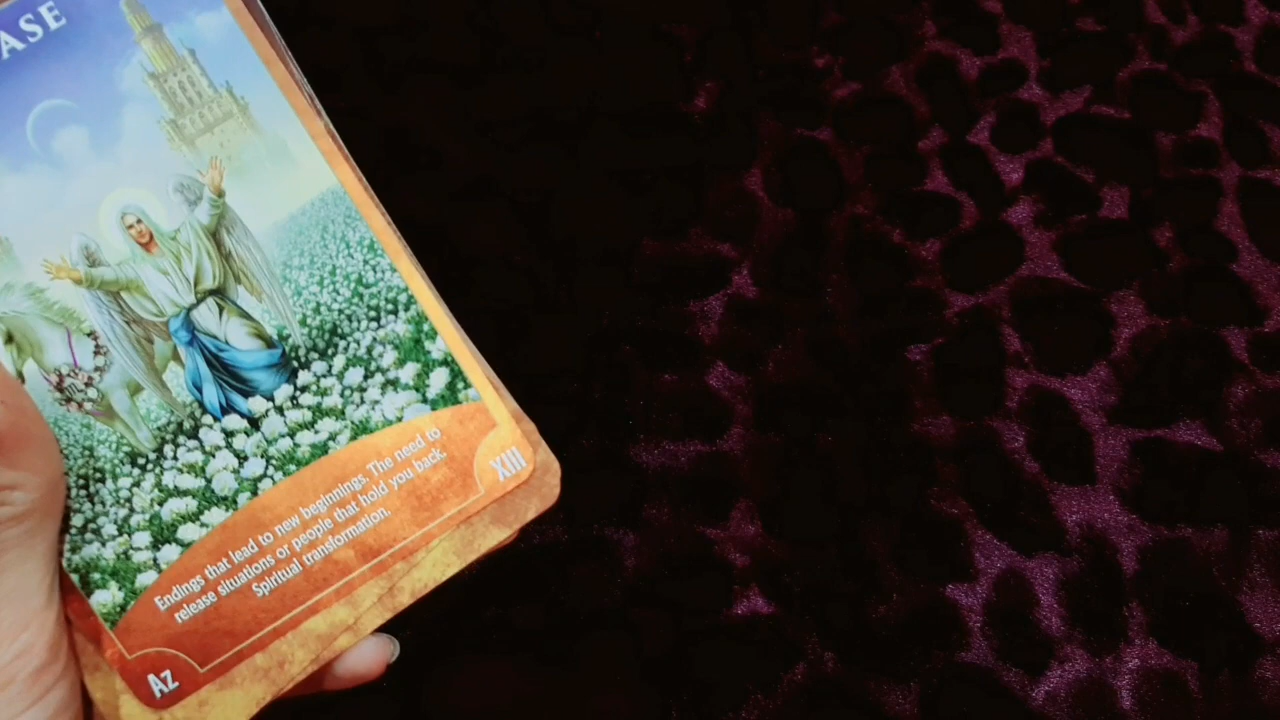 ASE
Endings that lead to new beginnings. The need to
release situations or people that hold you back.
Spiritual transformation.
XIII
Az